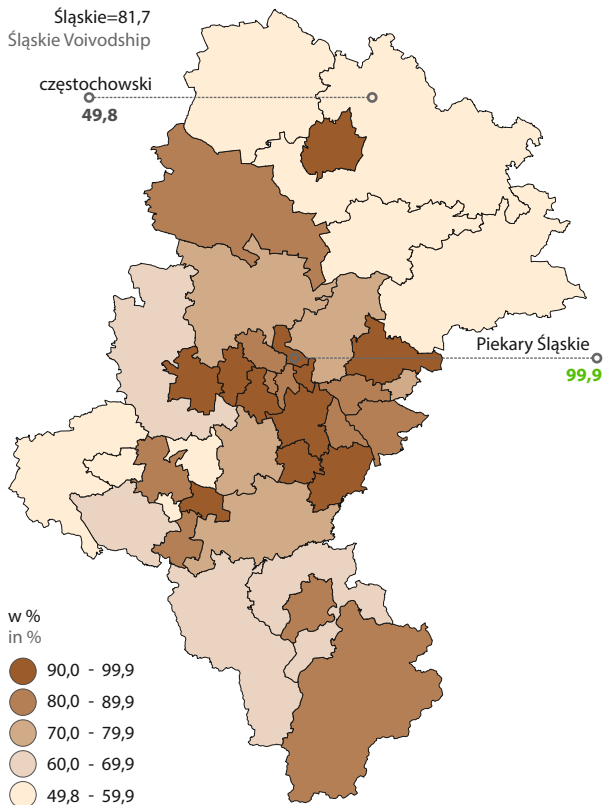 Śląskie=81,7
Śląskie Voivodship
częstochowski
49,8
Piekary Śląskie
99,9
w %
in %
90,0 - 99,9
80,0 - 89,9
70,0 - 79,9
60,0 - 69,9
49,8 - 59,9